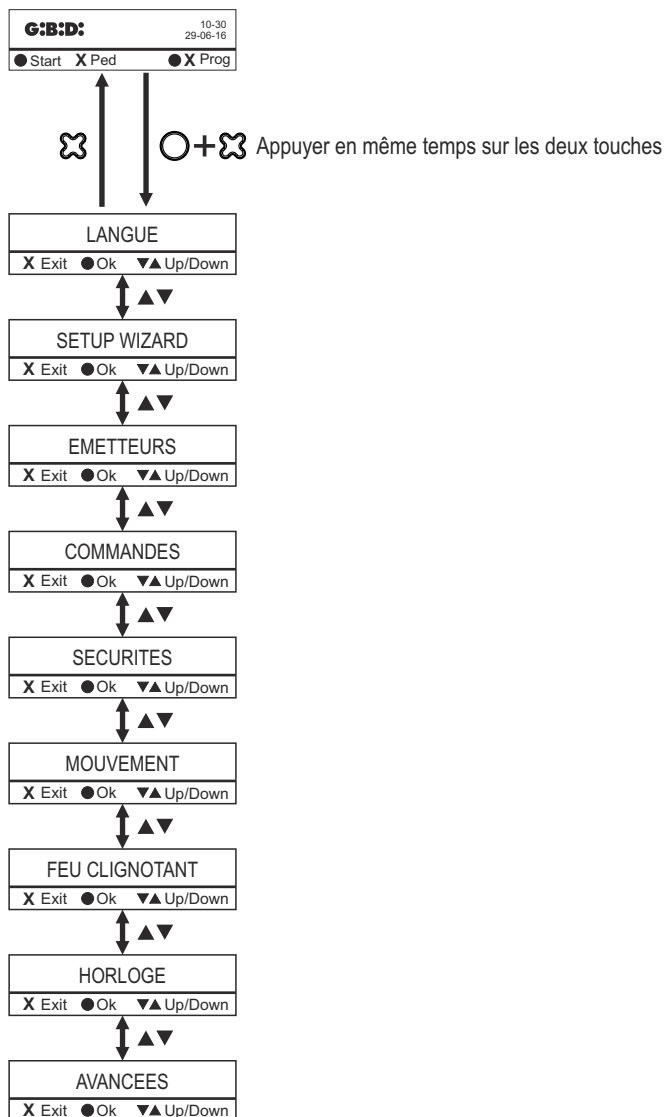 G:B:D: 10-30
29-06-16
● Start X Ped ● X Prog
+ Appuyer en même temps sur les deux touches
LANGUE
X Exit ● Ok ▼▲ Up/Down
▲▼
SETUP WIZARD
X Exit ● Ok ▼▲ Up/Down
▲▼
EMETTEURS
X Exit ● Ok ▼▲ Up/Down
▲▼
COMMANDES
X Exit ● Ok ▼▲ Up/Down
▲▼
SECURITES
X Exit ● Ok ▼▲ Up/Down
▲▼
MOUVEMENT
X Exit ● Ok ▼▲ Up/Down
▲▼
FEU CLIGNOTANT
X Exit ● Ok ▼▲ Up/Down
▲▼
HORLOGE
X Exit ● Ok ▼▲ Up/Down
▲▼
AVANCEES
X Exit ● Ok ▼▲ Up/Down